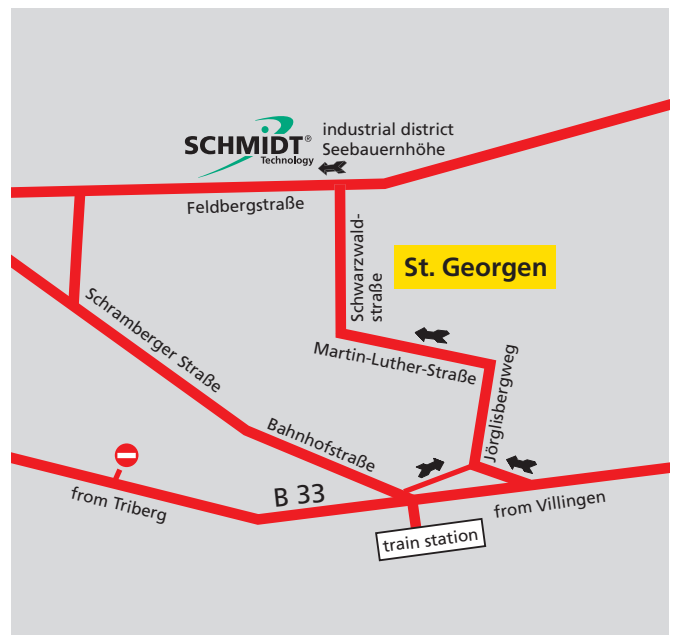 SCHMIDT®
Technology
industrial district
Seebauernhöhe
Feldbergstraße
Schwarzwald-
straße
St. Georgen
Schramberger Straße
Martin-Luther-Straße
Jörglisbergweg
Bahnhofstraße
B 33
from Triberg
from Villingen
train station